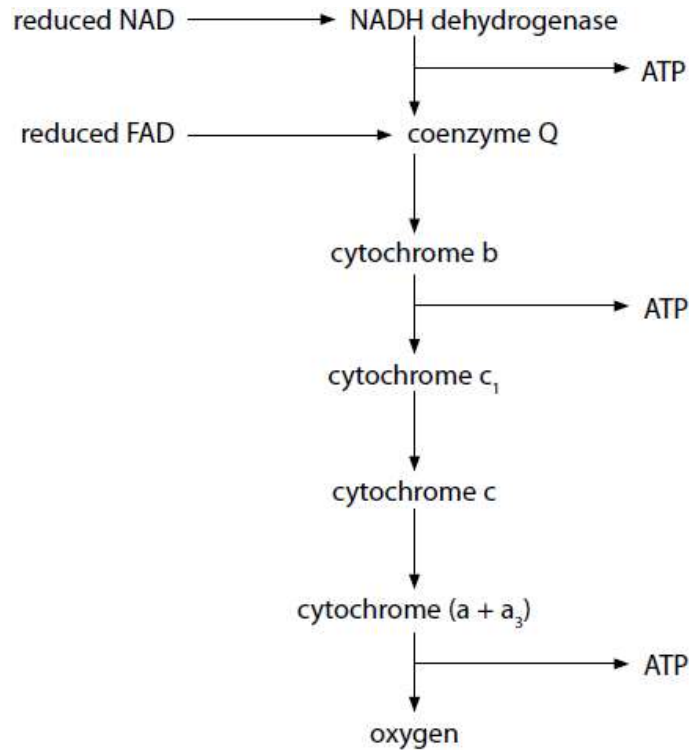 reduced NAD NADH dehydrogenase
ATP
reduced FAD coenzyme Q
cytochrome b
ATP
cytochrome c₁
cytochrome c
cytochrome (a + a₃)
ATP
oxygen